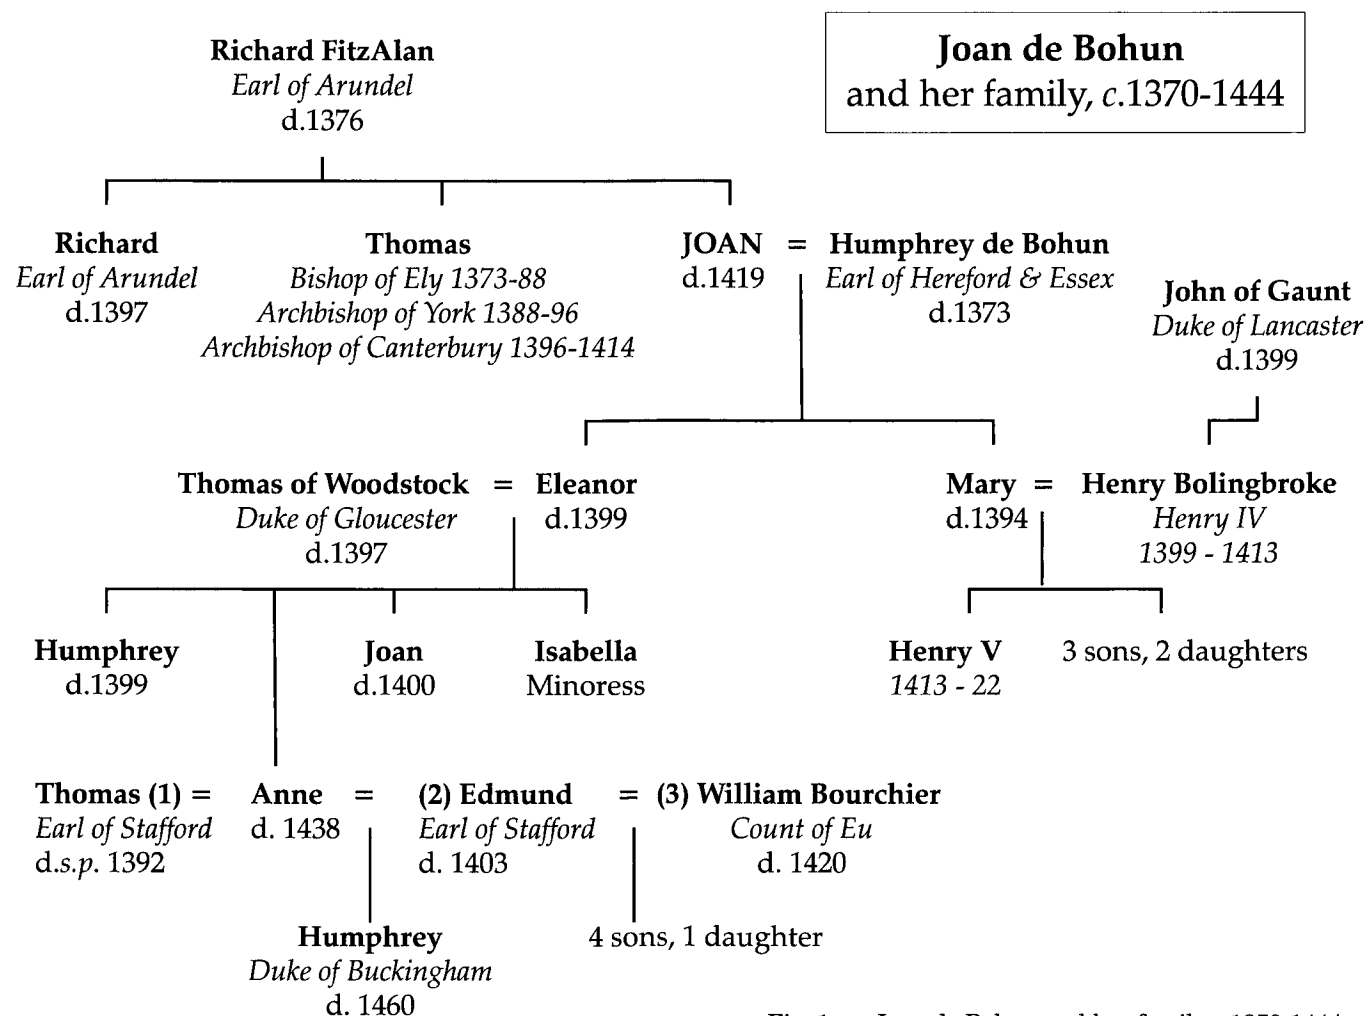 Richard FitzAlan
Earl of Arundel
d.1376
Joan de Bohun
and her family, c.1370-1444
Richard
Earl of Arundel
d.1397
Thomas
Bishop of Ely 1373-88
Archbishop of York 1388-96
Archbishop of Canterbury 1396-1414
JOAN = Humphrey de Bohun
d.1419
Earl of Hereford & Essex
d.1373
John of Gaunt
Duke of Lancaster
d.1399
Thomas of Woodstock = Eleanor
Duke of Gloucester
d.1397
d.1399
Mary = Henry Bolingbroke
d.1394
Henry IV
1399 - 1413
Humphrey
d.1399
Joan
d.1400
Isabella
Minoress
Henry V
1413 - 22
3 sons, 2 daughters
Thomas (1) = Anne = (2) Edmund = (3) William Bourchier
Earl of Stafford
d.s.p. 1392
d. 1438
Earl of Stafford
d. 1403
Count of Eu
d. 1420
Humphrey
Duke of Buckingham
d. 1460
4 sons, 1 daughter